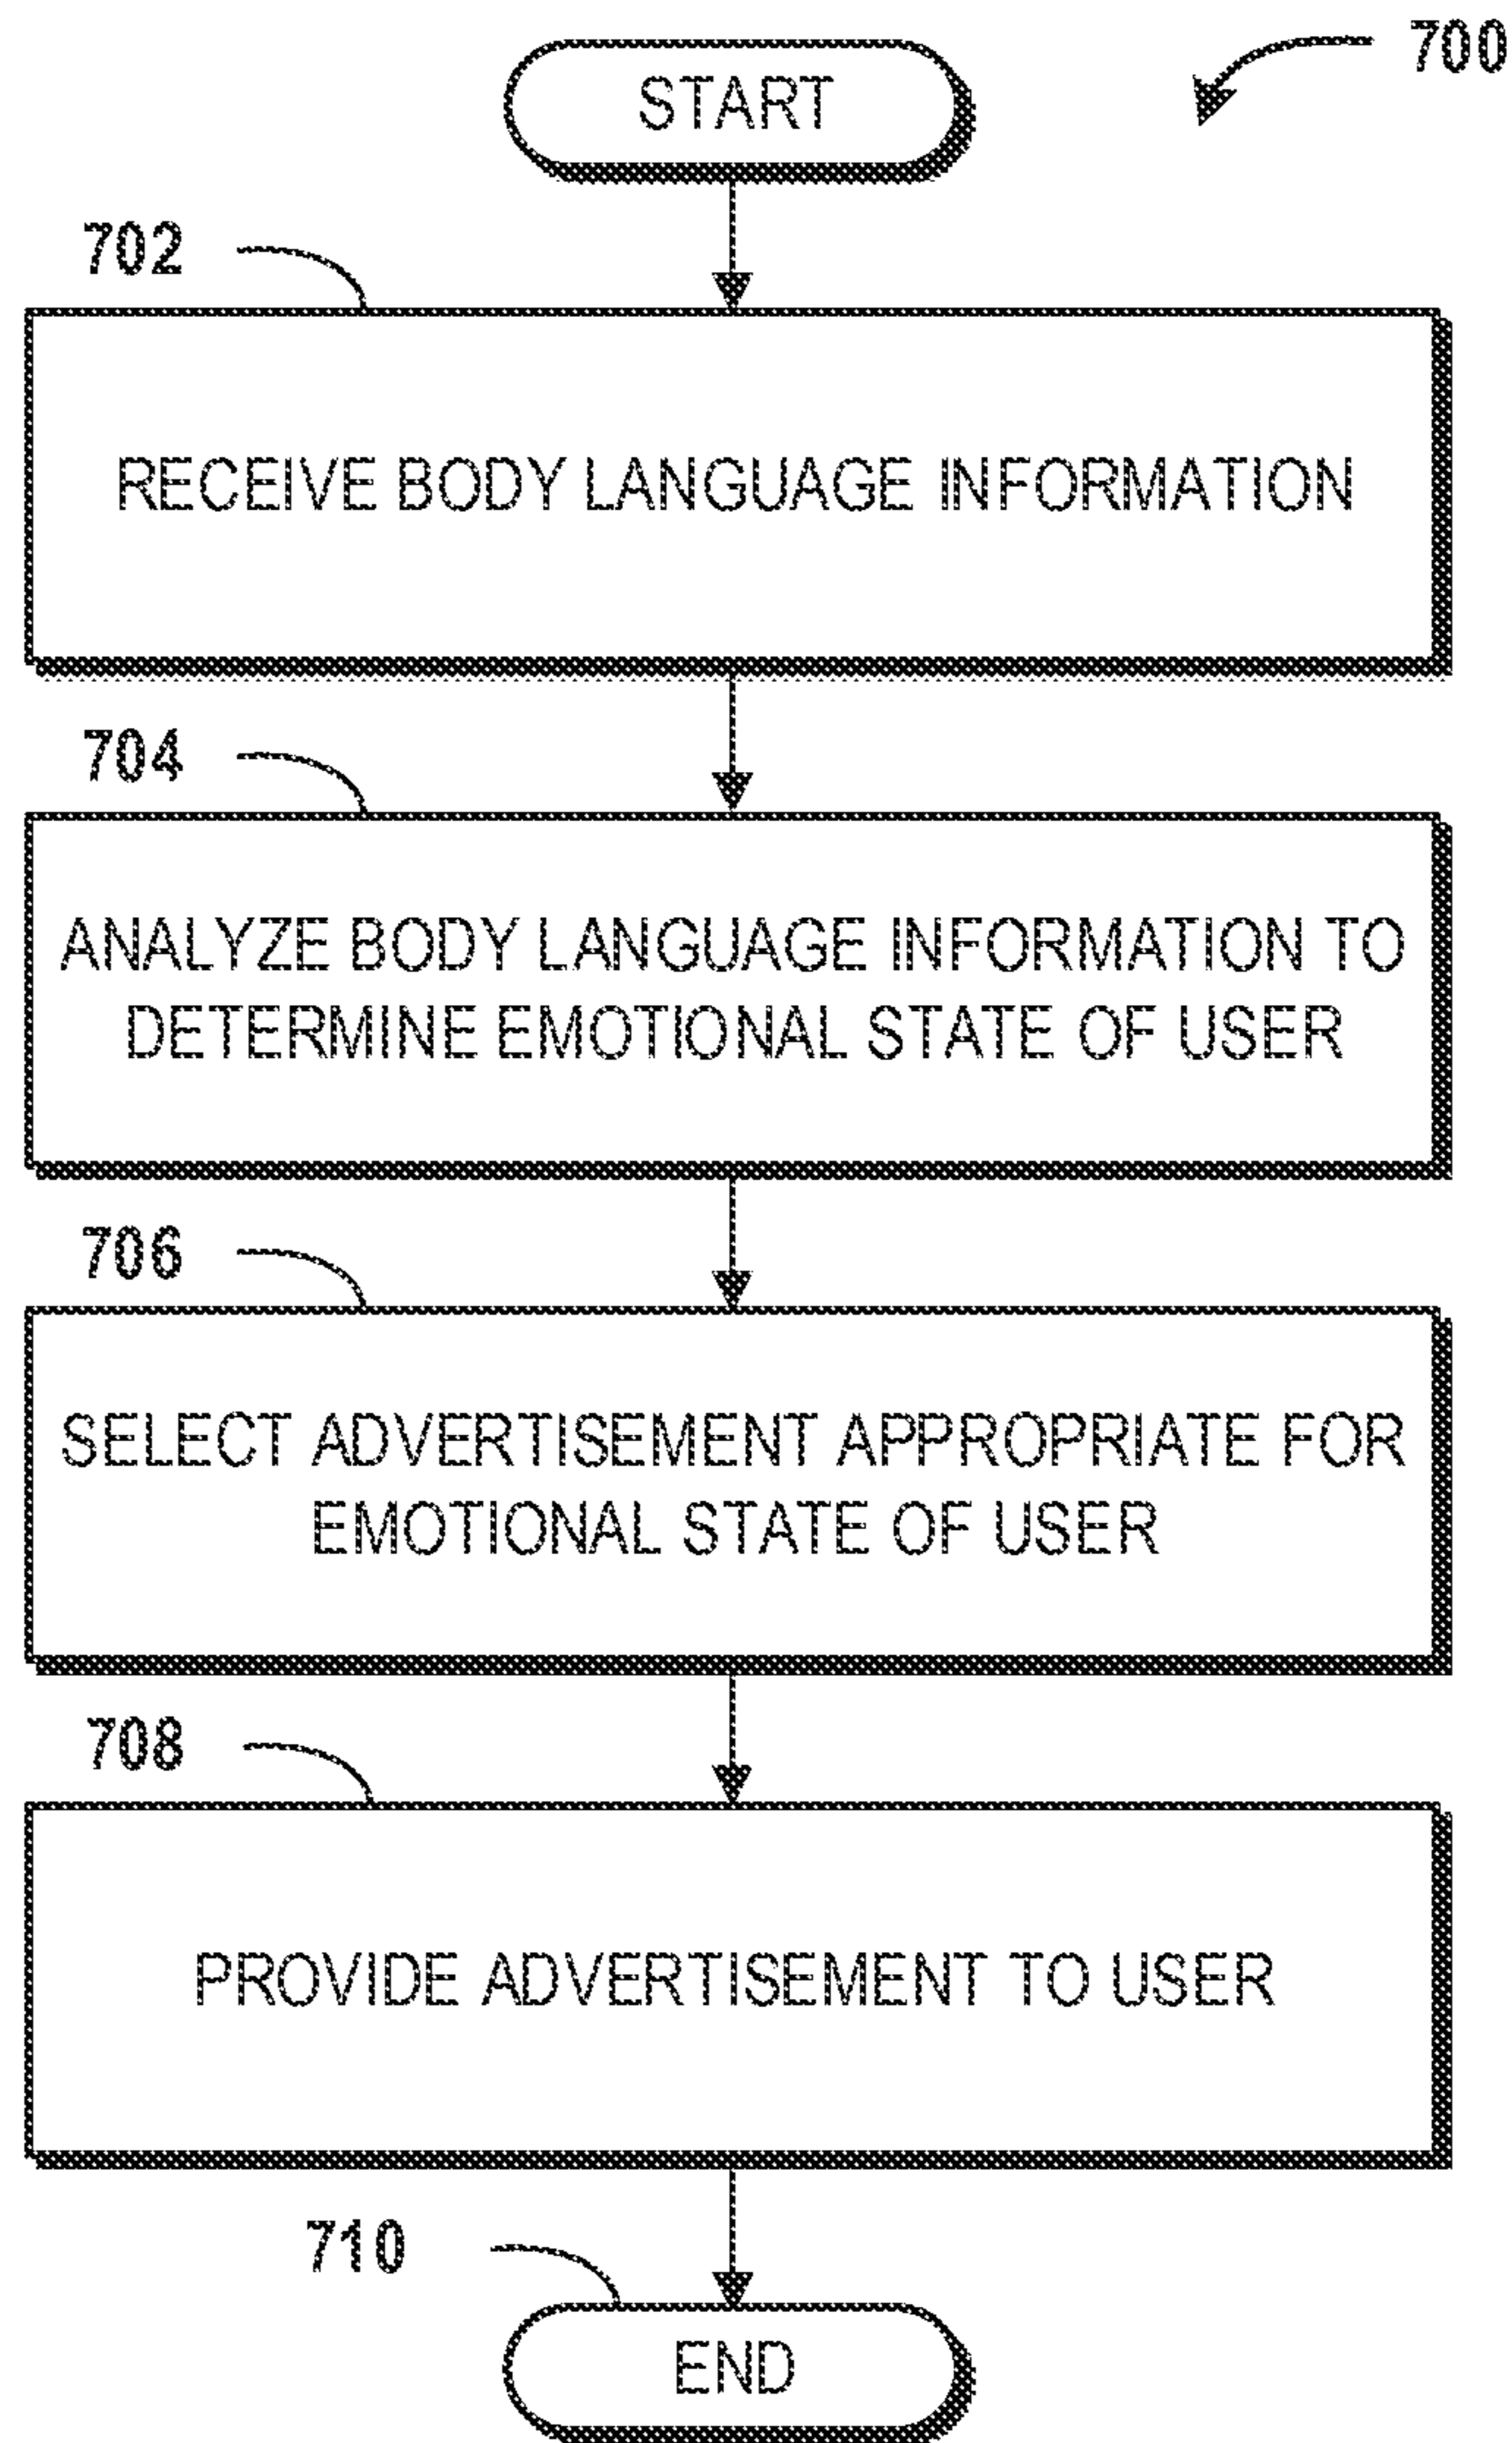 700
START
702
RECEIVE BODY LANGUAGE INFORMATION
704
ANALYZE BODY LANGUAGE INFORMATION TO
DETERMINE EMOTIONAL STATE OF USER
706
SELECT ADVERTISEMENT APPROPRIATE FOR
EMOTIONAL STATE OF USER
708
PROVIDE ADVERTISEMENT TO USER
710
END